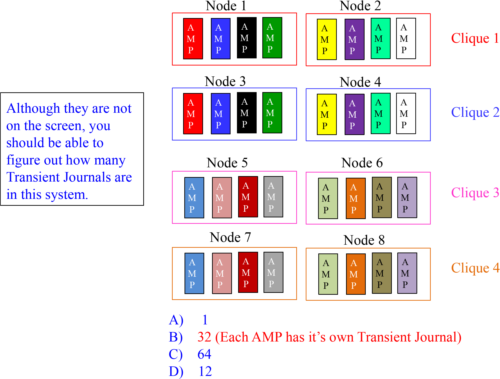 Node 1
Node 2
A M P
A M P
A M P
A M P
A M P
A M P
A M P
A M P
Clique 1
Node 3
Node 4
A M P
A M P
A M P
A M P
A M P
A M P
A M P
A M P
Clique 2
Although they are not
on the screen, you
should be able to
figure out how many
Transient Journals are
in this system.
Node 5
Node 6
A M P
A M P
A M P
A M P
A M P
A M P
A M P
A M P
Clique 3
Node 7
Node 8
A M P
A M P
A M P
A M P
A M P
A M P
A M P
A M P
Clique 4
A) 1
B) 32 (Each AMP has it's own Transient Journal)
C) 64
D) 12